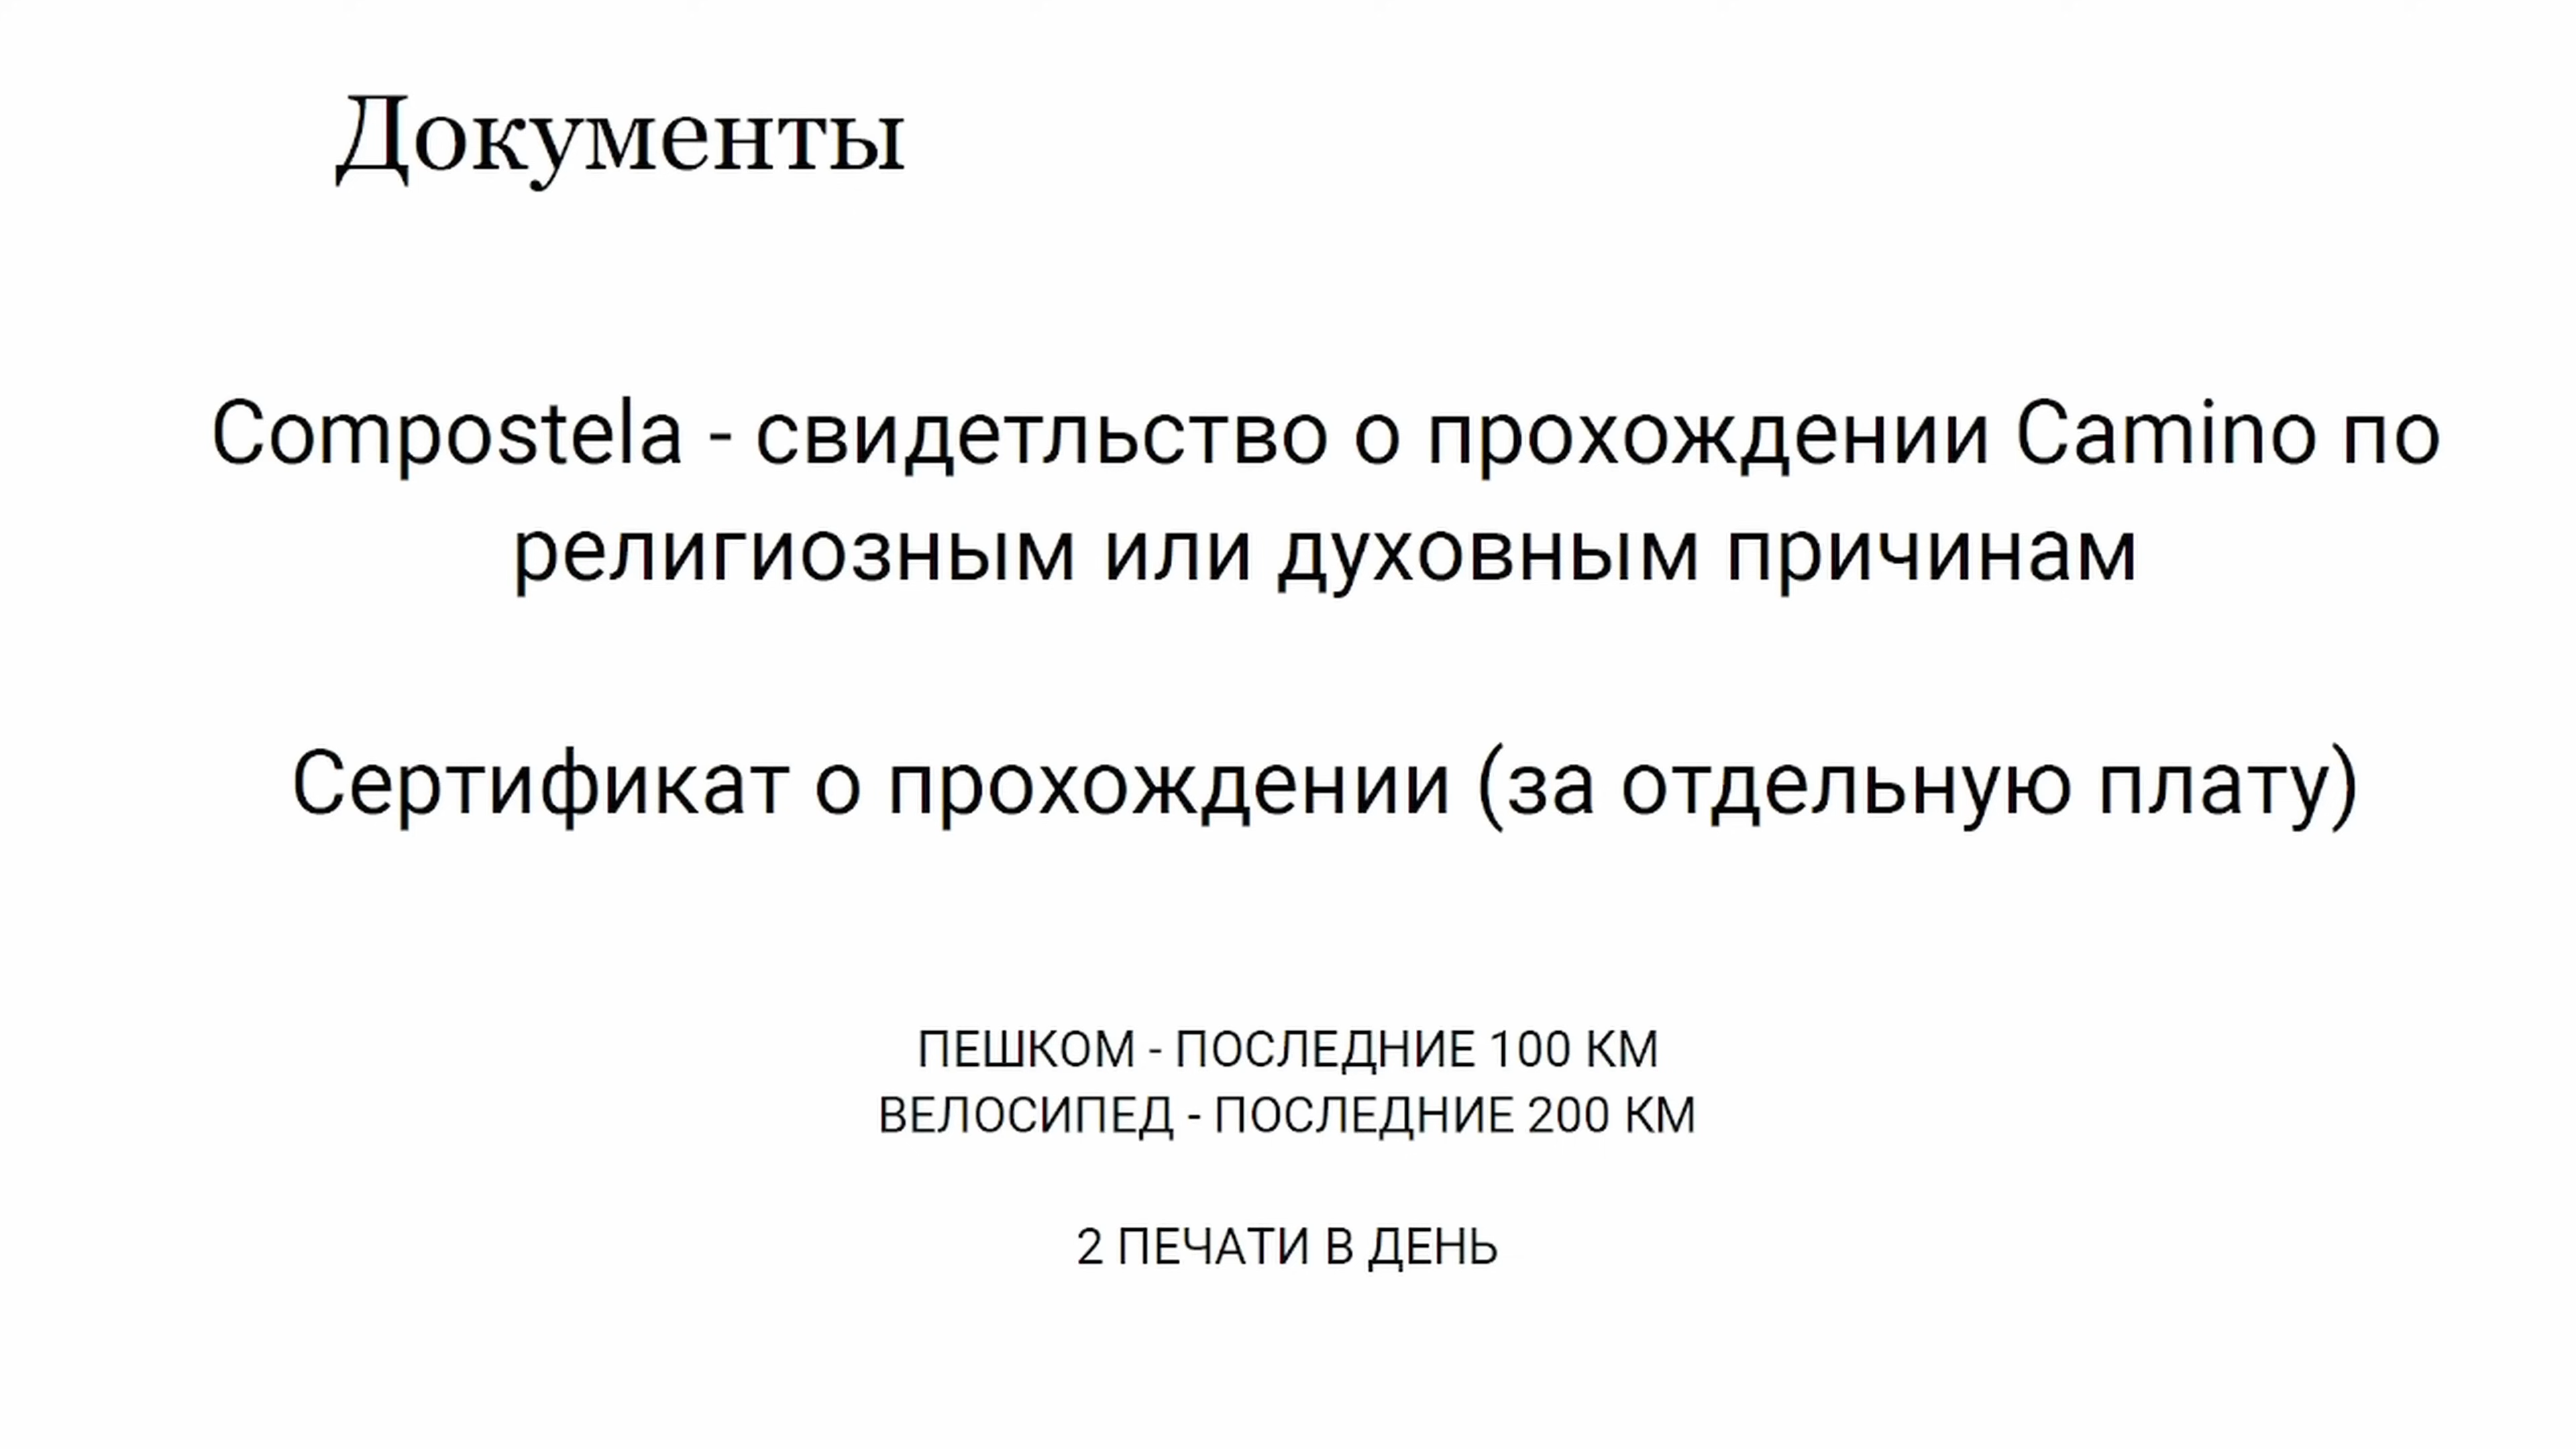 Документы
Compostela - свидетльство о прохождении Camino по
религиозным или духовным причинам
Сертификат о прохождении (за отдельную плату)
ПЕШКОМ - ПОСЛЕДНИЕ 100 КМ
ВЕЛОСИПЕД - ПОСЛЕДНИЕ 200 КМ
2 ПЕЧАТИ В ДЕНЬ